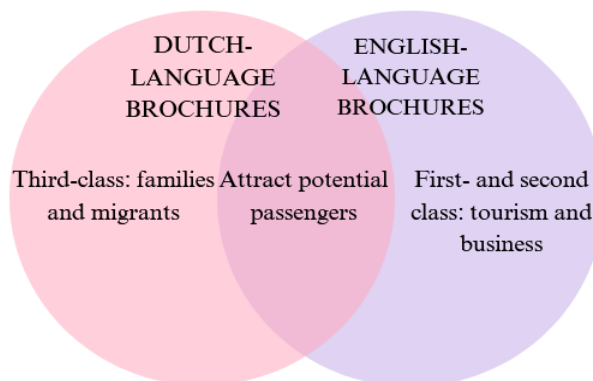 DUTCH-
LANGUAGE
BROCHURES
ENGLISH-
LANGUAGE
BROCHURES
Third-class: families
and migrants
Attract potential
passengers
First- and second
class: tourism and
business